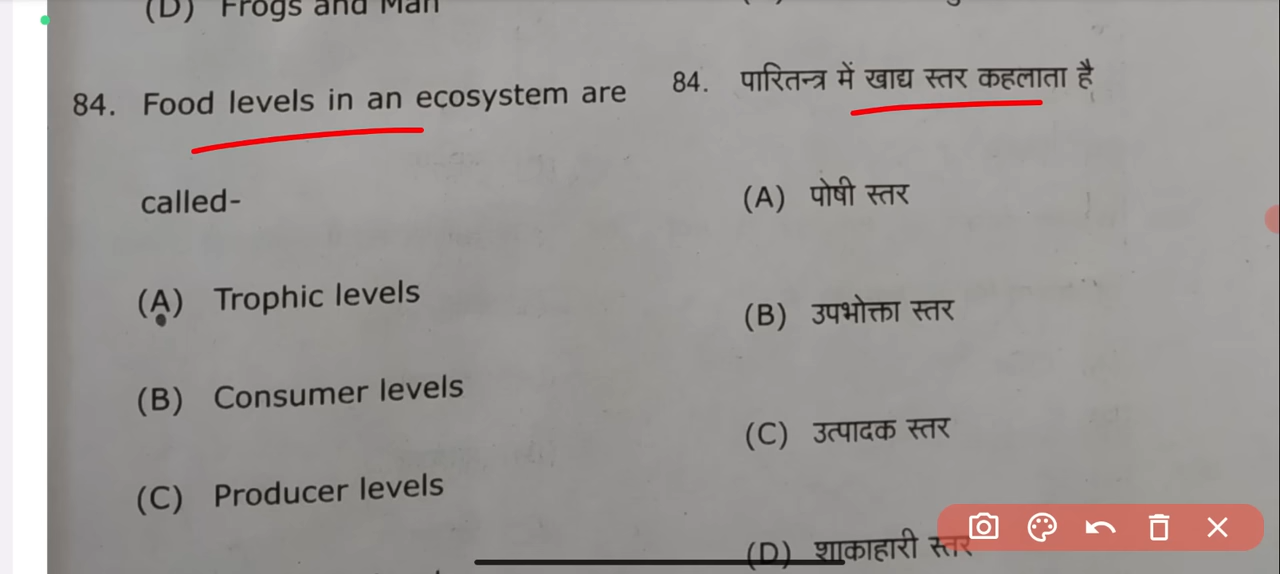 (D) Frogs and Man
84. Food levels in an ecosystem are
called-
(A) Trophic levels
(B) Consumer levels
(C) Producer levels
84. पारितन्त्र में खाद्य स्तर कहलाता है
(A) पोषी स्तर
(B) उपभोक्ता स्तर
(C) उत्पादक स्तर
(D) शाकाहारी स्तर